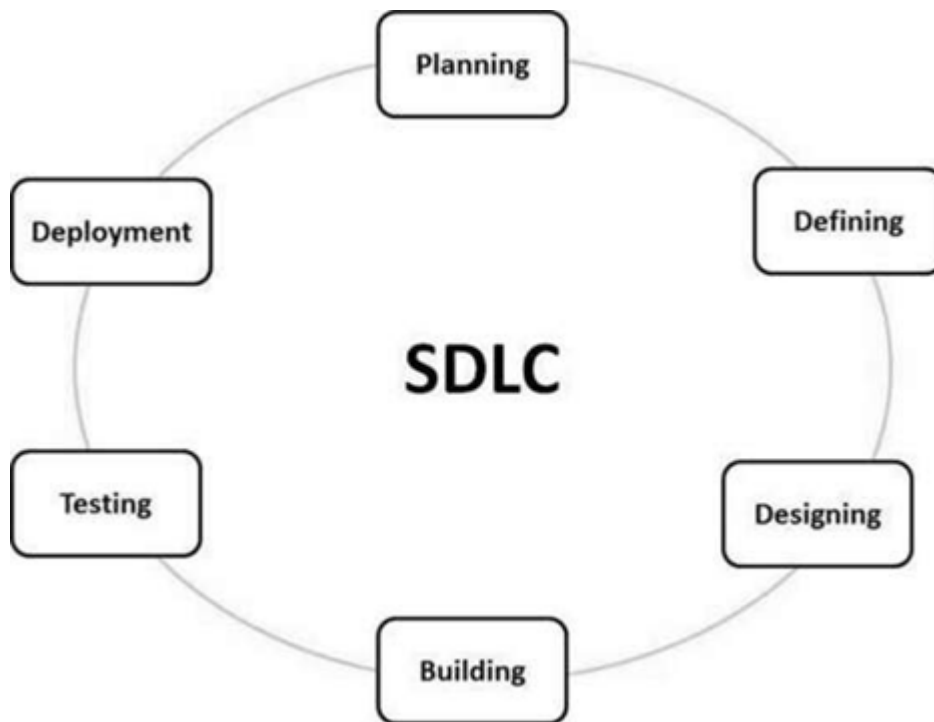 Planning
Defining
Designing
Building
Testing
Deployment
SDLC